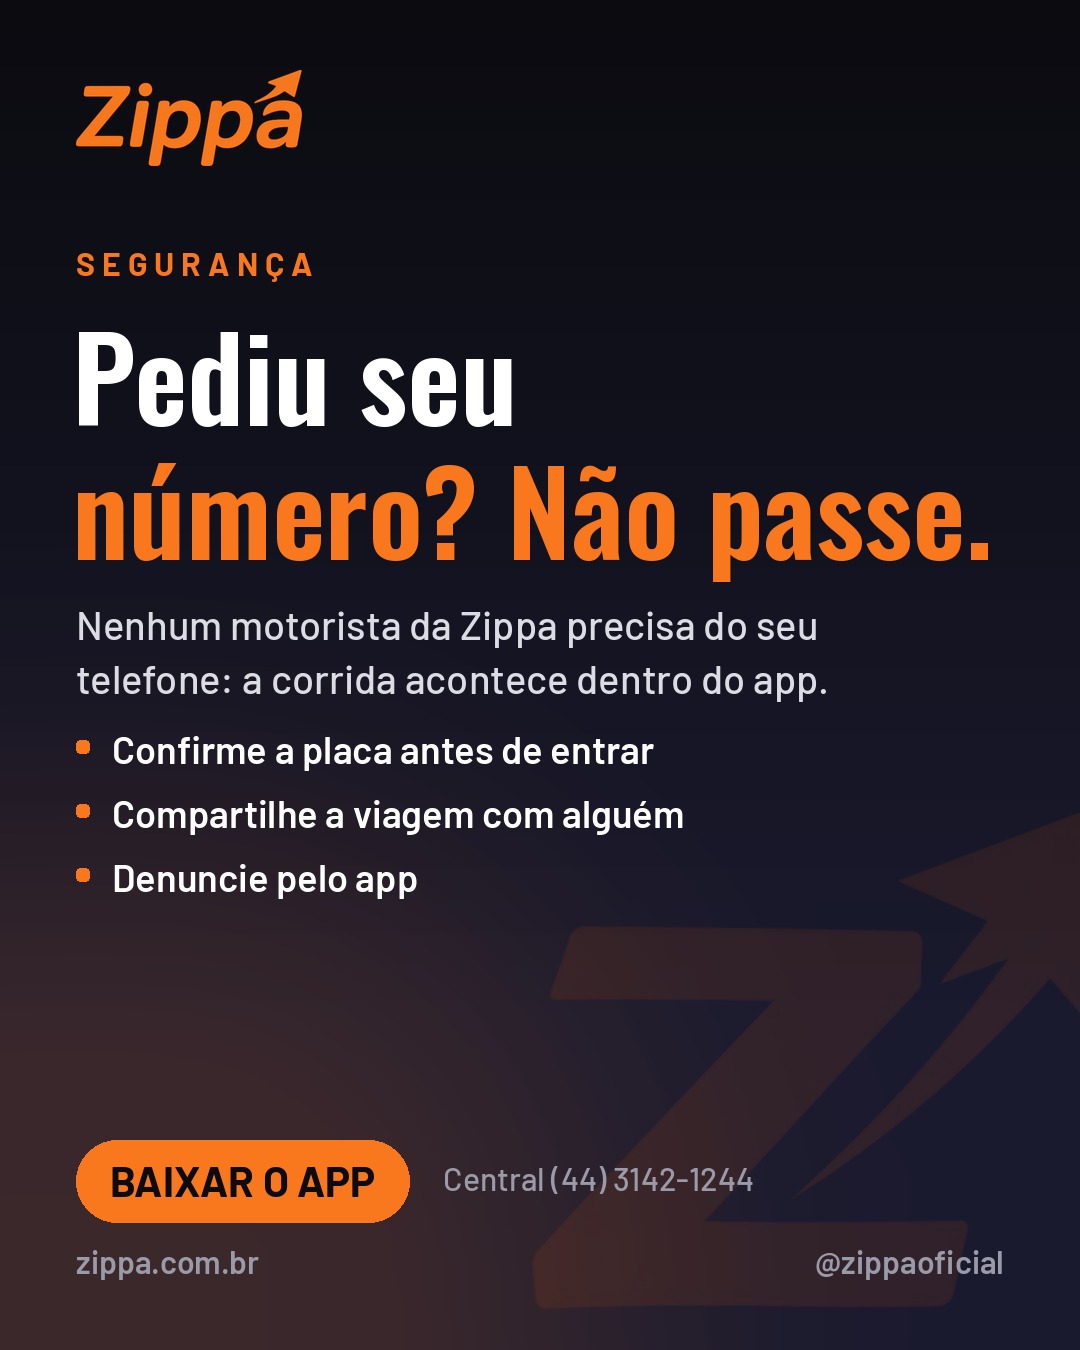 Zippa
SEGURANÇA
Pediu seu
número? Não passe.
Nenhum motorista da Zippa precisa do seu
telefone: a corrida acontece dentro do app.
Confirme a placa antes de entrar
Compartilhe a viagem com alguém
Denuncie pelo app
BAIXAR O APP
Central (44) 3142-1244
zippa.com.br
@zippaoficial